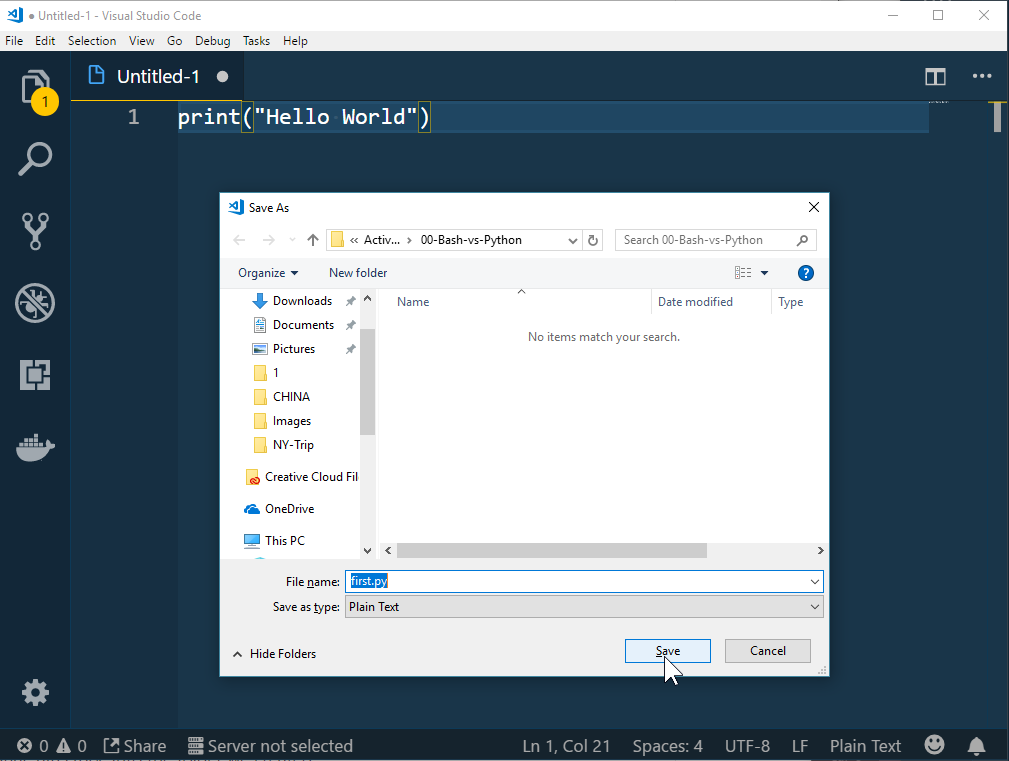 ● Untitled-1 - Visual Studio Code
File Edit Selection View Go Debug Tasks Help
1
Untitled-1 ●
1 print("Hello World")
Save As
« Activ... › 00-Bash-vs-Python
Search 00-Bash-vs-Python
Organize
New folder
?
Downloads
Documents
Pictures
1
CHINA
Images
NY-Trip
Creative Cloud Fil
OneDrive
This PC
Name Date modified Type
No items match your search.
File name: first.py
Save as type: Plain Text
Hide Folders
Save
Cancel
0 0 Share Server not selected Ln 1, Col 21 Spaces: 4 UTF-8 LF Plain Text